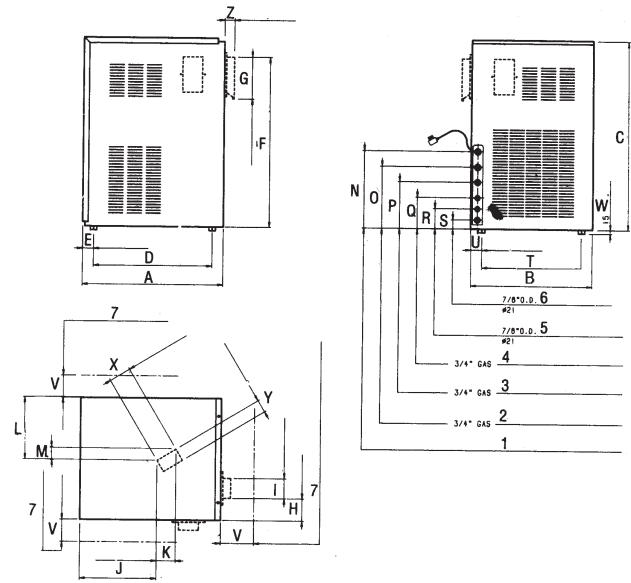 Z
G
F
E
D
A
C
N
O
P
Q
R
S
W
15
U
T
B
7/8"O.D. 6
ø21
7/8"O.D. 5
ø21
3/4" GAS 4
3/4" GAS 3
3/4" GAS 2
1
7
X
V
Y
L
M
I
H
7
7
V
V
K
J